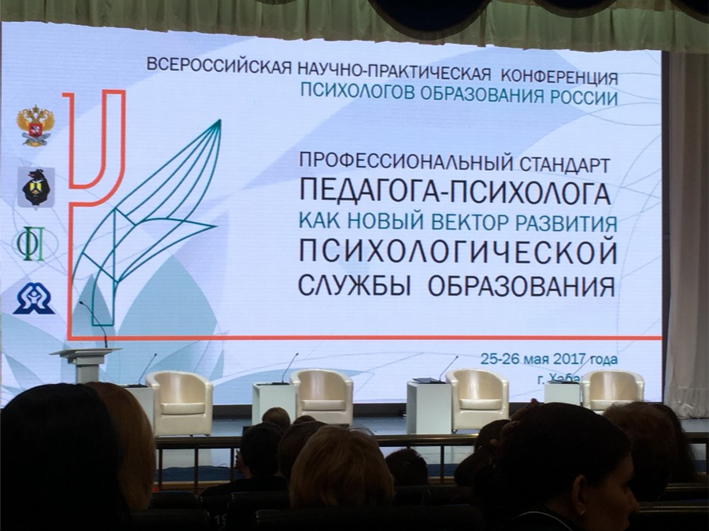 ВСЕРОССИЙСКАЯ НАУЧНО-ПРАКТИЧЕСКАЯ КОНФЕРЕНЦИЯ
ПСИХОЛОГОВ ОБРАЗОВАНИЯ РОССИИ
ПРОФЕССИОНАЛЬНЫЙ СТАНДАРТ
ПЕДАГОГА-ПСИХОЛОГА
КАК НОВЫЙ ВЕКТОР РАЗВИТИЯ
ПСИХОЛОГИЧЕСКОЙ
СЛУЖБЫ ОБРАЗОВАНИЯ
25-26 мая 2017 года
г.